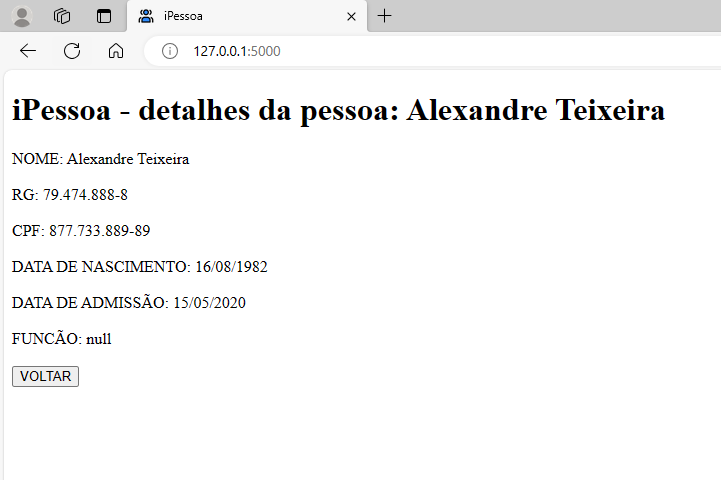 iPessoa
127.0.0.1:5000
iPessoa - detalhes da pessoa: Alexandre Teixeira
NOME: Alexandre Teixeira
RG: 79.474.888-8
CPF: 877.733.889-89
DATA DE NASCIMENTO: 16/08/1982
DATA DE ADMISSÃO: 15/05/2020
FUNCÃO: null
VOLTAR